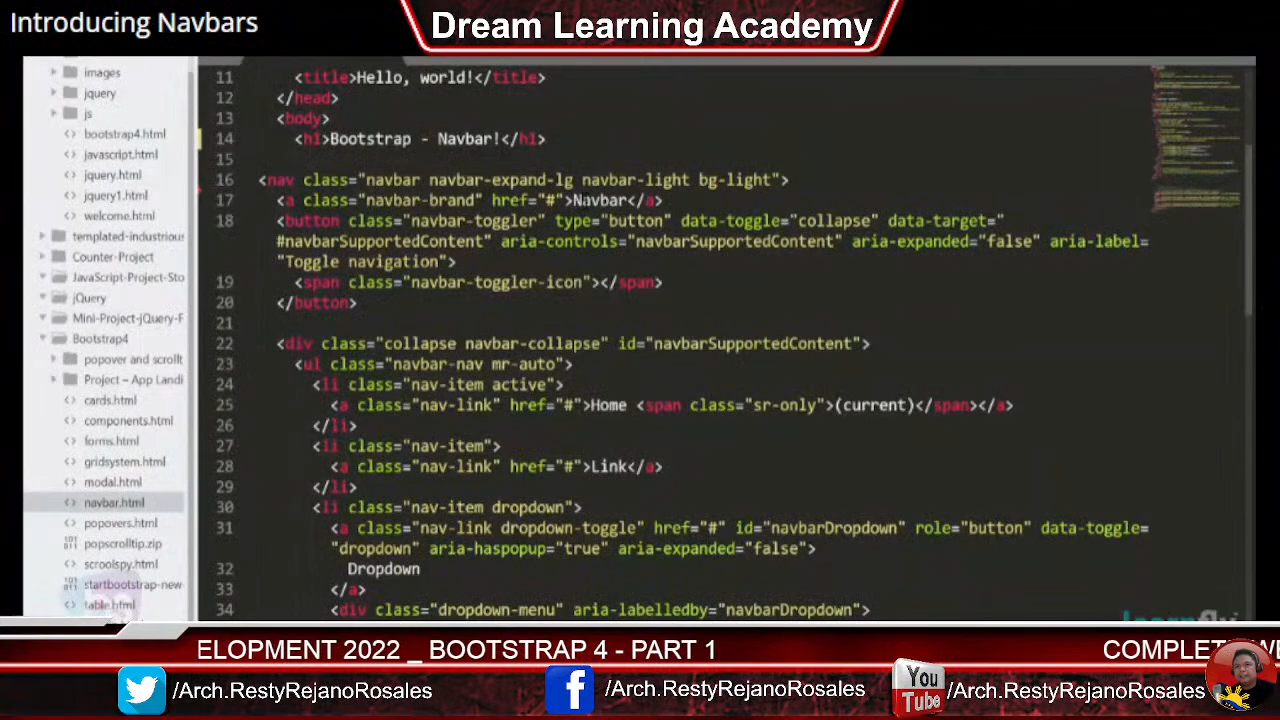 Introducing Navbars
Dream Learning Academy
images
jquery
js
bootstrap4.html
javascript.html
jquery.html
jquery1.html
welcome.html
templated-industrious
Counter-Project
JavaScript-Project-Sto
jQuery
Mini-Project-jQuery-F
Bootstrap4
popover and scrollt
Project – App Landi
cards.html
components.html
forms.html
gridsystem.html
modal.html
navbar.html
popovers.html
popscrolltip.zip
scroolspy.html
startbootstrap-new
table.html
11 <title>Hello, world!</title>
12 </head>
13 <body>
14 <h1>Bootstrap - Navbar!</h1>
15
16 <nav class="navbar navbar-expand-lg navbar-light bg-light">
17 <a class="navbar-brand" href="#">Navbar</a>
18 <button class="navbar-toggler" type="button" data-toggle="collapse" data-target="
#navbarSupportedContent" aria-controls="navbarSupportedContent" aria-expanded="false" aria-label=
"Toggle navigation">
19 <span class="navbar-toggler-icon"></span>
20 </button>
21
22 <div class="collapse navbar-collapse" id="navbarSupportedContent">
23 <ul class="navbar-nav mr-auto">
24 <li class="nav-item active">
25 <a class="nav-link" href="#">Home <span class="sr-only">(current)</span></a>
26 </li>
27 <li class="nav-item">
28 <a class="nav-link" href="#">Link</a>
29 </li>
30 <li class="nav-item dropdown">
31 <a class="nav-link dropdown-toggle" href="#" id="navbarDropdown" role="button" data-toggle=
"dropdown" aria-haspopup="true" aria-expanded="false">
32 Dropdown
33 </a>
34 <div class="dropdown-menu" aria-labelledby="navbarDropdown">
ELOPMENT 2022 _ BOOTSTRAP 4 - PART 1 COMPLETE WE
/Arch.RestyRejanoRosales
/Arch.RestyRejanoRosales
You
Tube
/Arch.RestyRejanoRosales